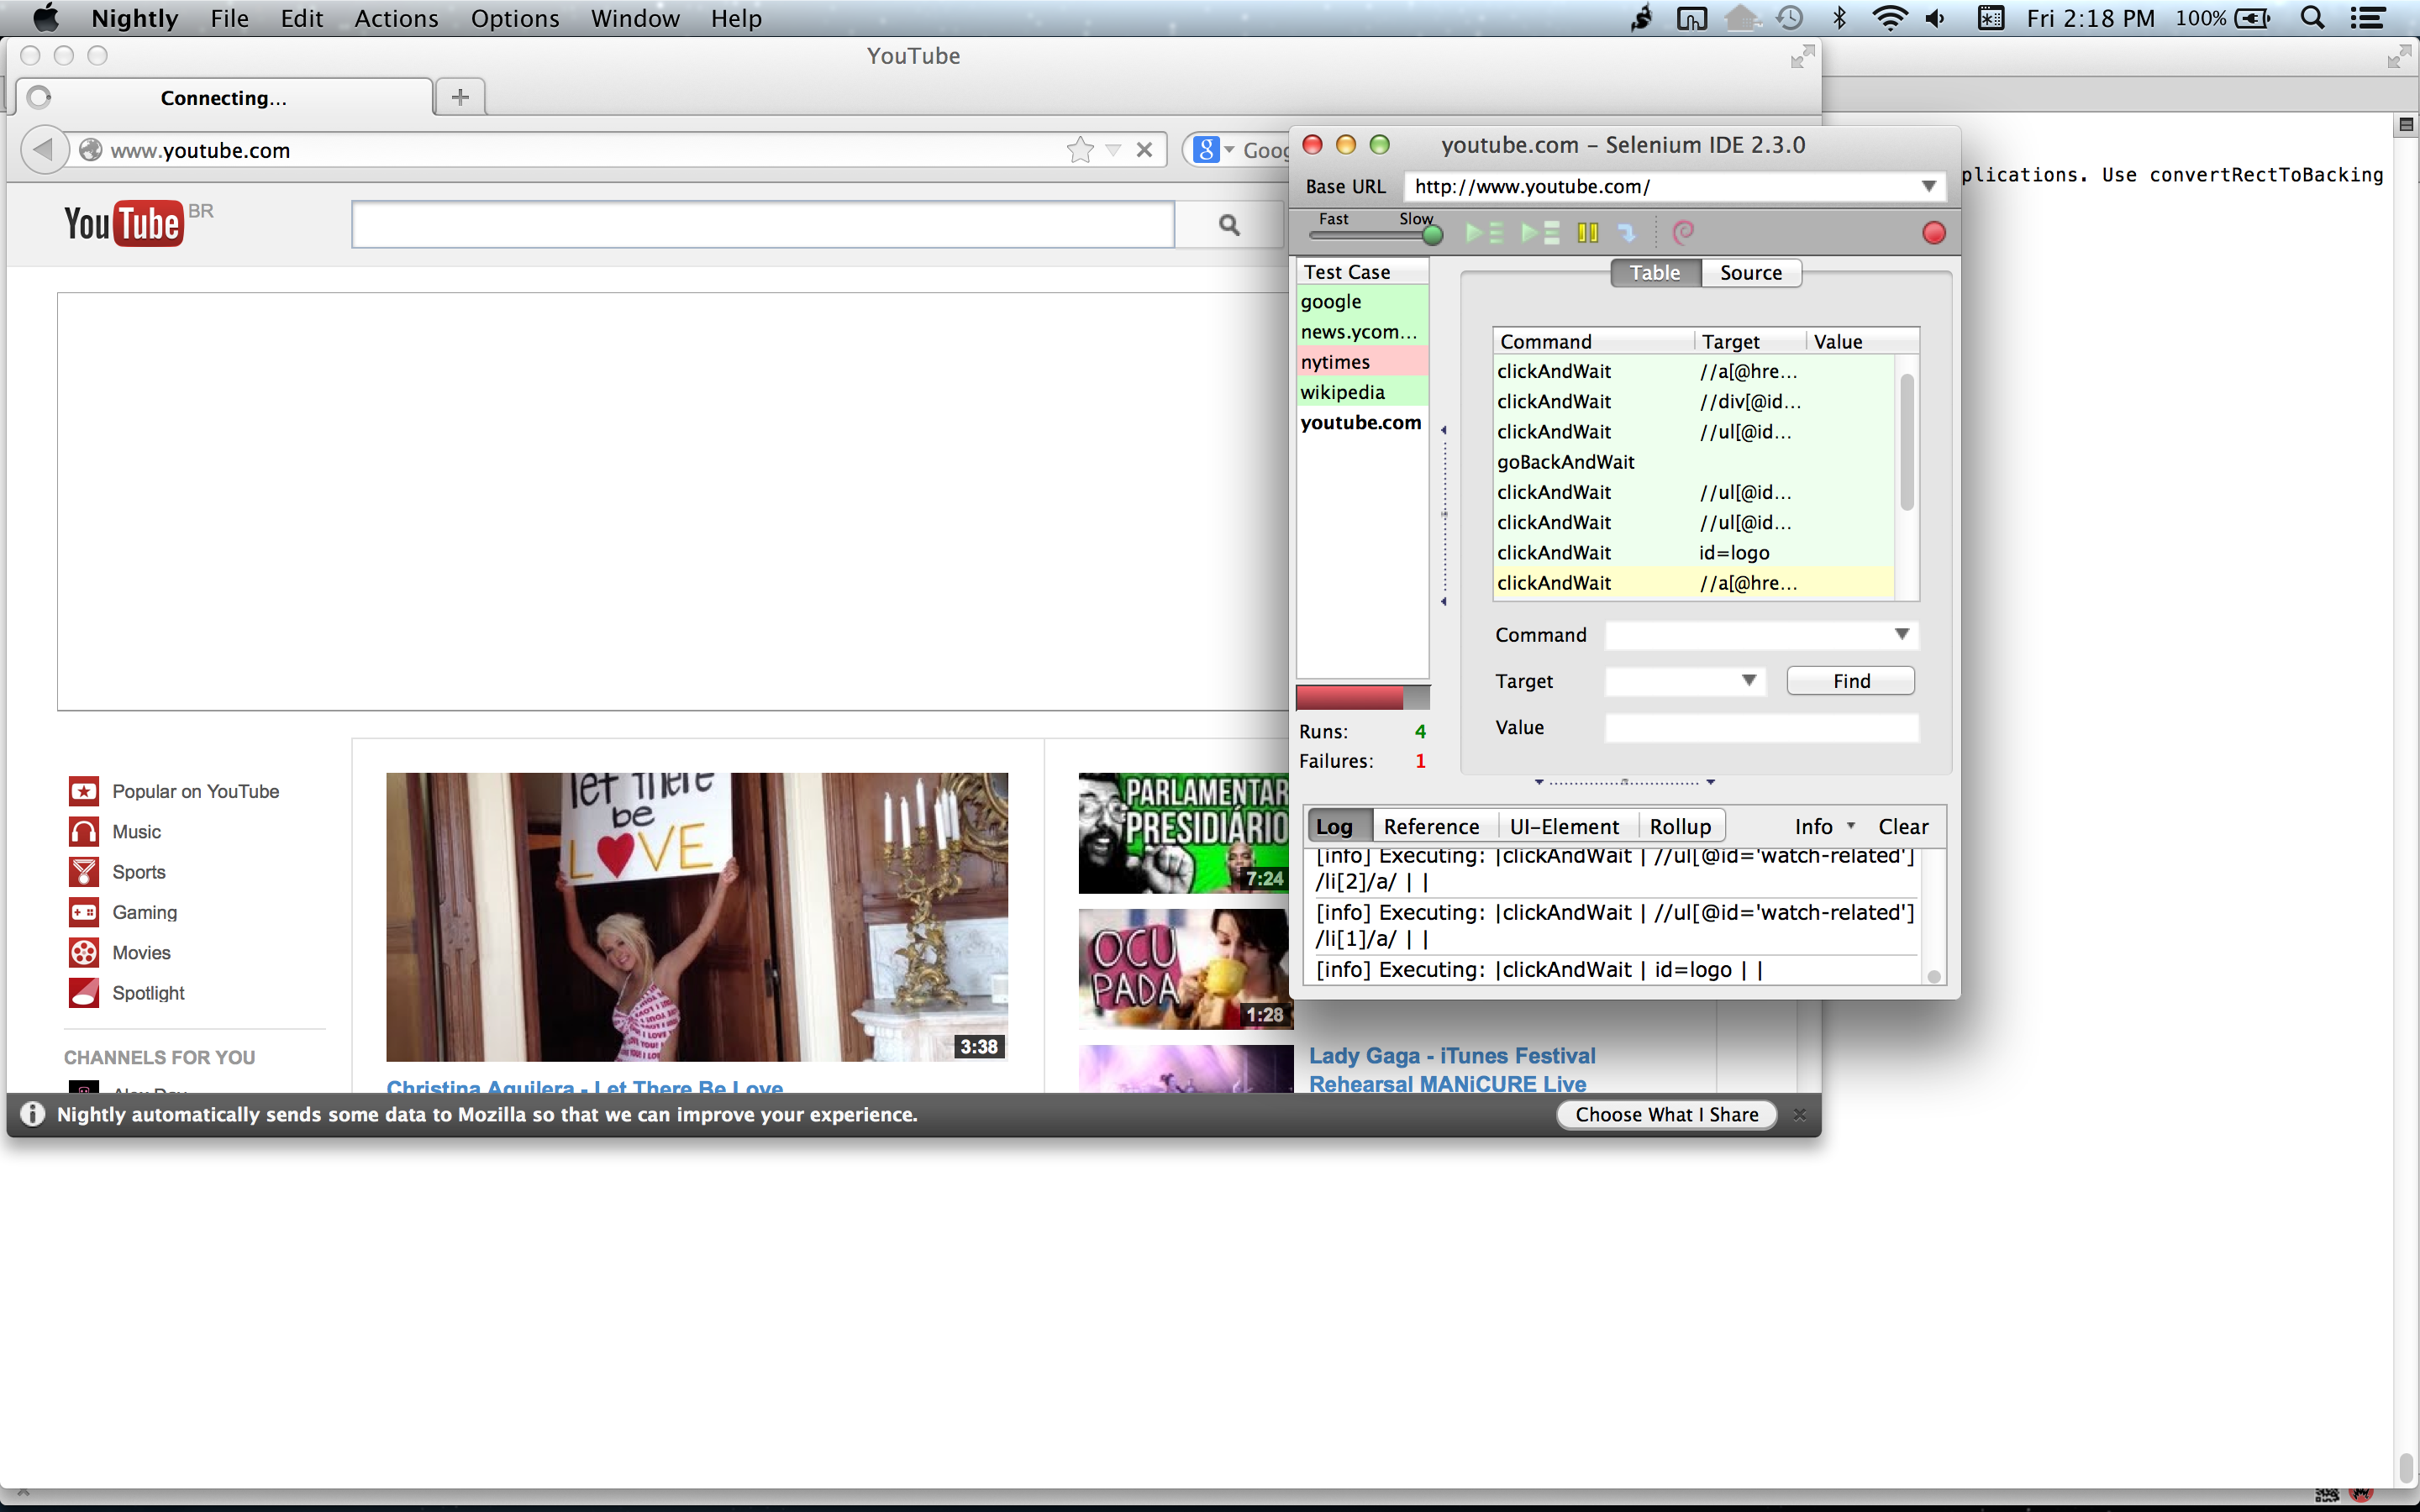 Nightly File Edit Actions Options Window Help Fri 2:18 PM 100%
YouTube
Connecting...
www.youtube.com
YouTube BR
Popular on YouTube
Music
Sports
Gaming
Movies
Spotlight
CHANNELS FOR YOU
let there
be
LOVE
3:38
Christina Aguilera - Let There Be Love
PARLAMENTAR
PRESIDIÁRIO
7:24
OCU
PADA
1:28
Lady Gaga - iTunes Festival
Rehearsal MANiCURE Live
Nightly automatically sends some data to Mozilla so that we can improve your experience.
Choose What I Share
youtube.com - Selenium IDE 2.3.0
Base URL http://www.youtube.com/
Fast Slow
Test Case
google
news.ycom...
nytimes
wikipedia
youtube.com
Runs: 4
Failures: 1
Table Source
Command Target Value
clickAndWait //a[@hre...
clickAndWait //div[@id...
clickAndWait //ul[@id...
goBackAndWait
clickAndWait //ul[@id...
clickAndWait //ul[@id...
clickAndWait id=logo
clickAndWait //a[@hre...
Command
Target Find
Value
Log Reference UI-Element Rollup Info Clear
[info] Executing: |clickAndWait | //ul[@id='watch-related']
/li[2]/a/ | |
[info] Executing: |clickAndWait | //ul[@id='watch-related']
/li[1]/a/ | |
[info] Executing: |clickAndWait | id=logo | |
plications. Use convertRectToBacking